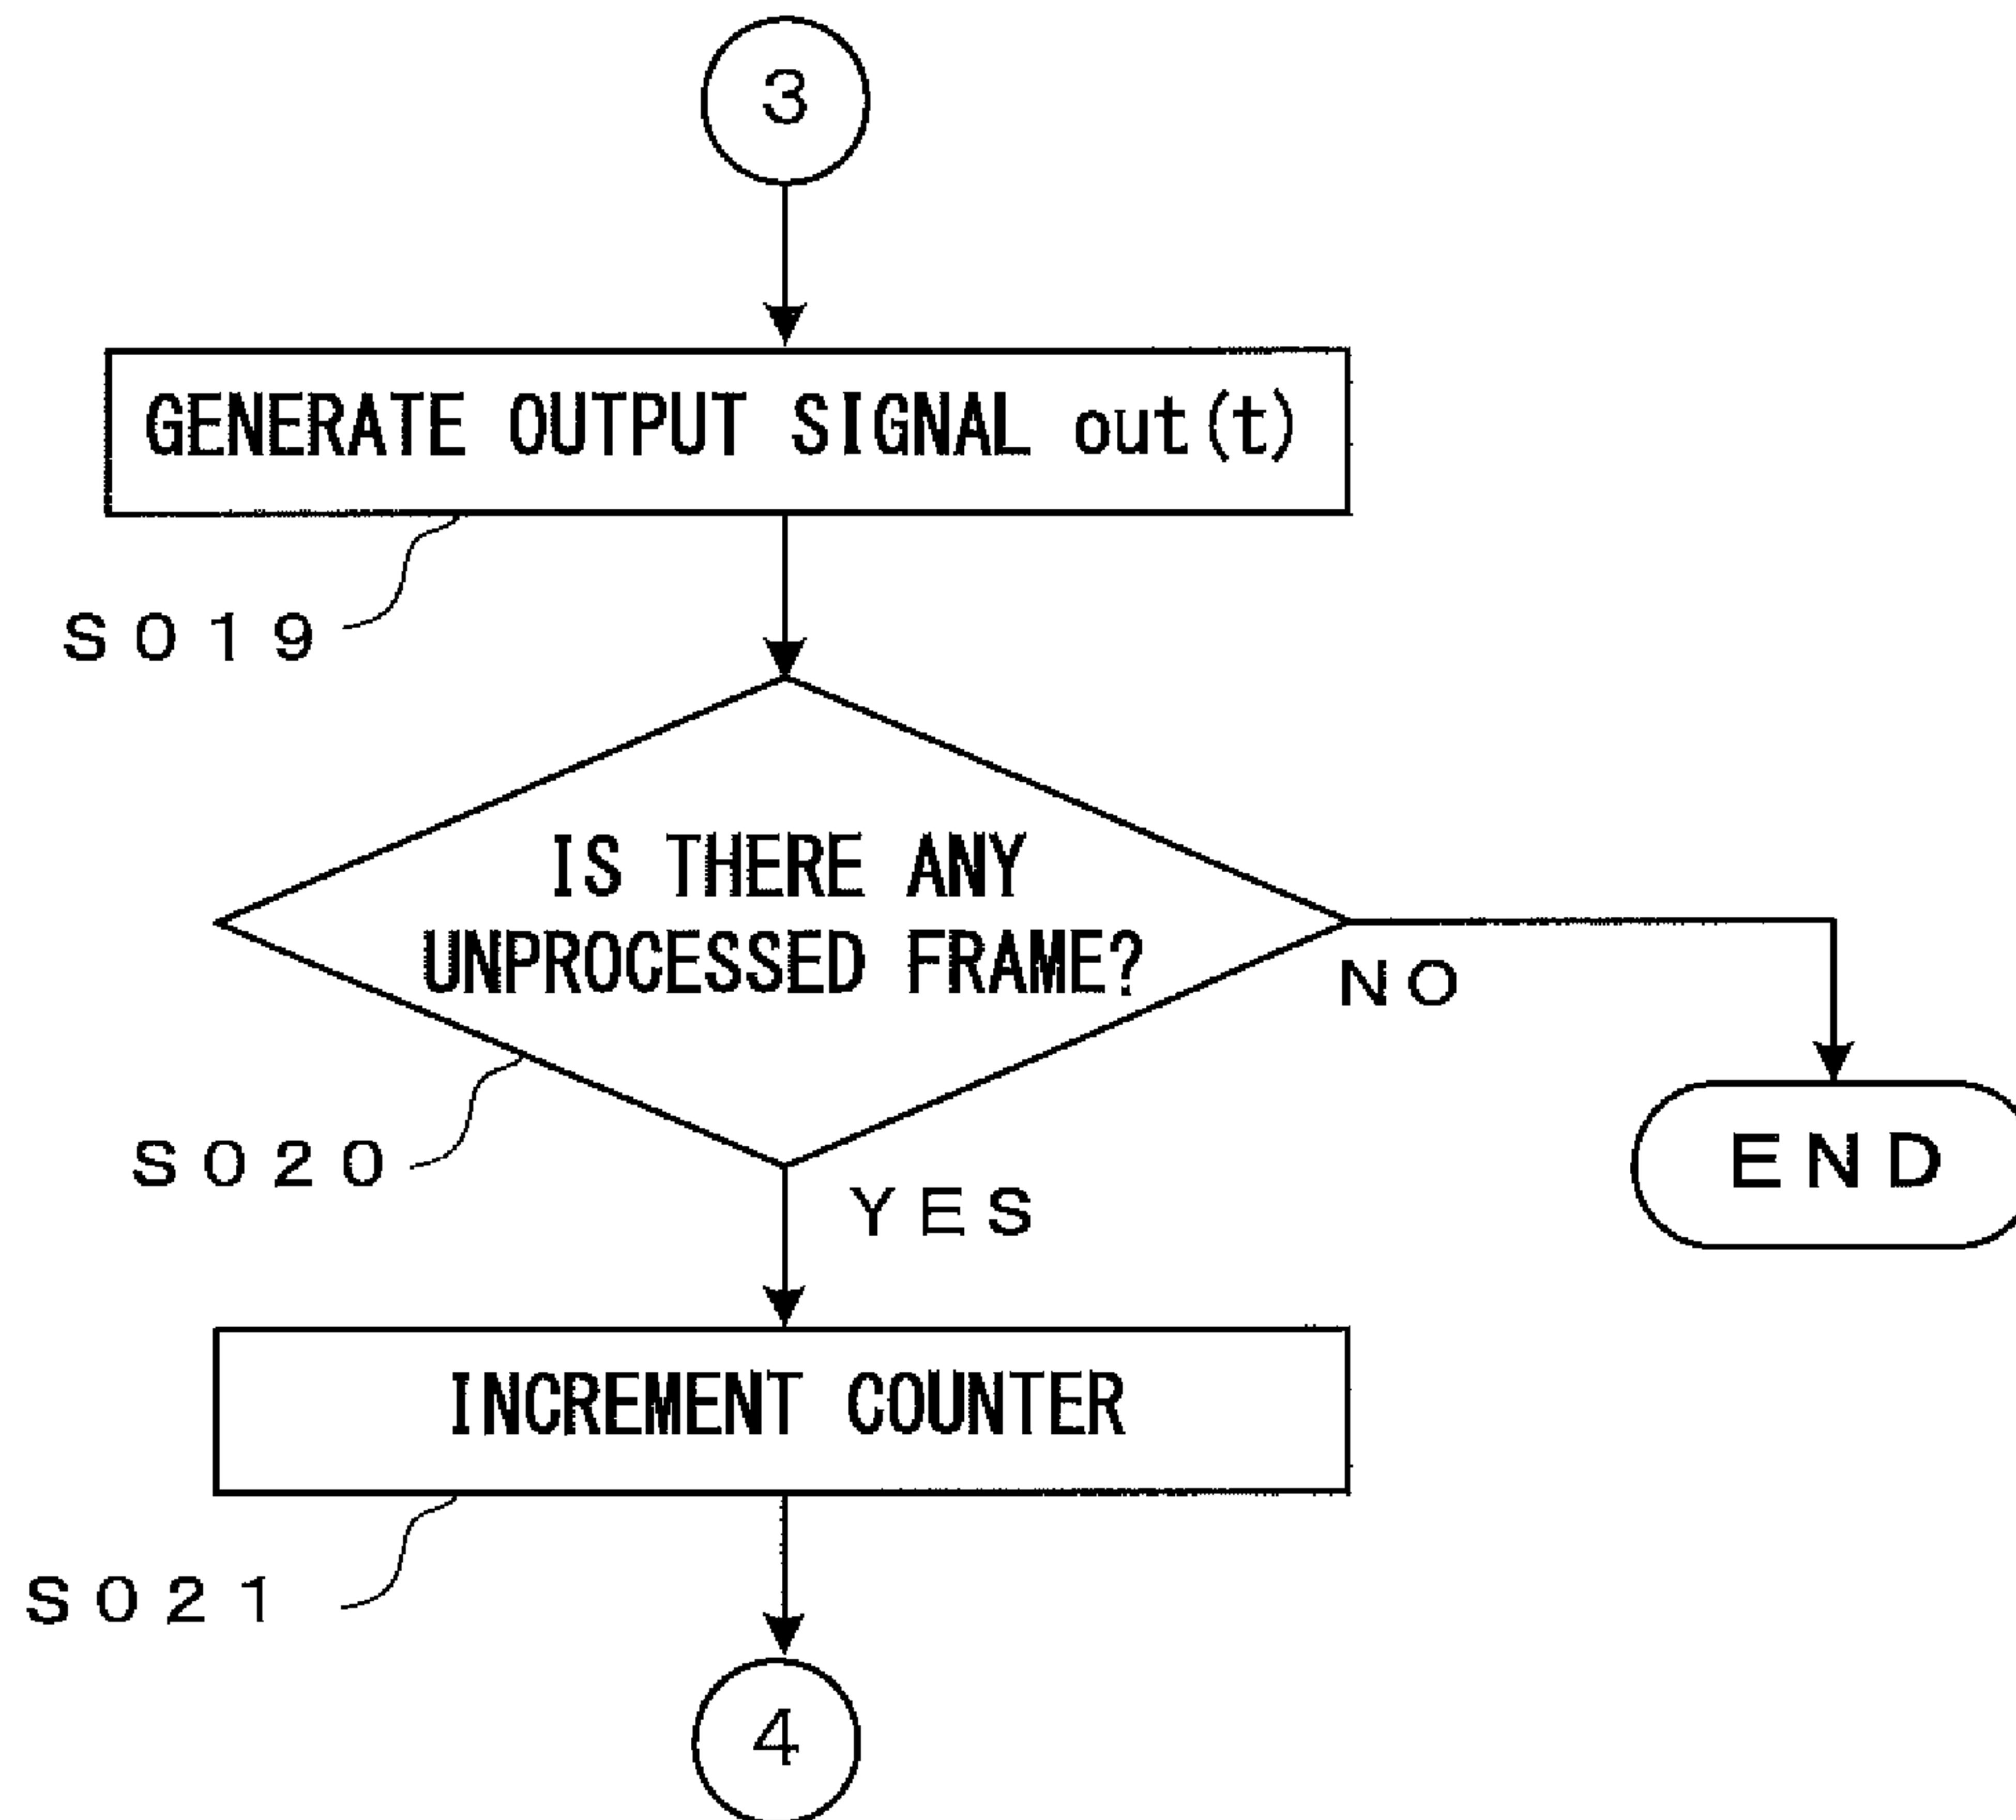 3
GENERATE OUTPUT SIGNAL out(t)
S019
IS THERE ANY
UNPROCESSED FRAME?
NO
S020
END
YES
INCREMENT COUNTER
S021
4